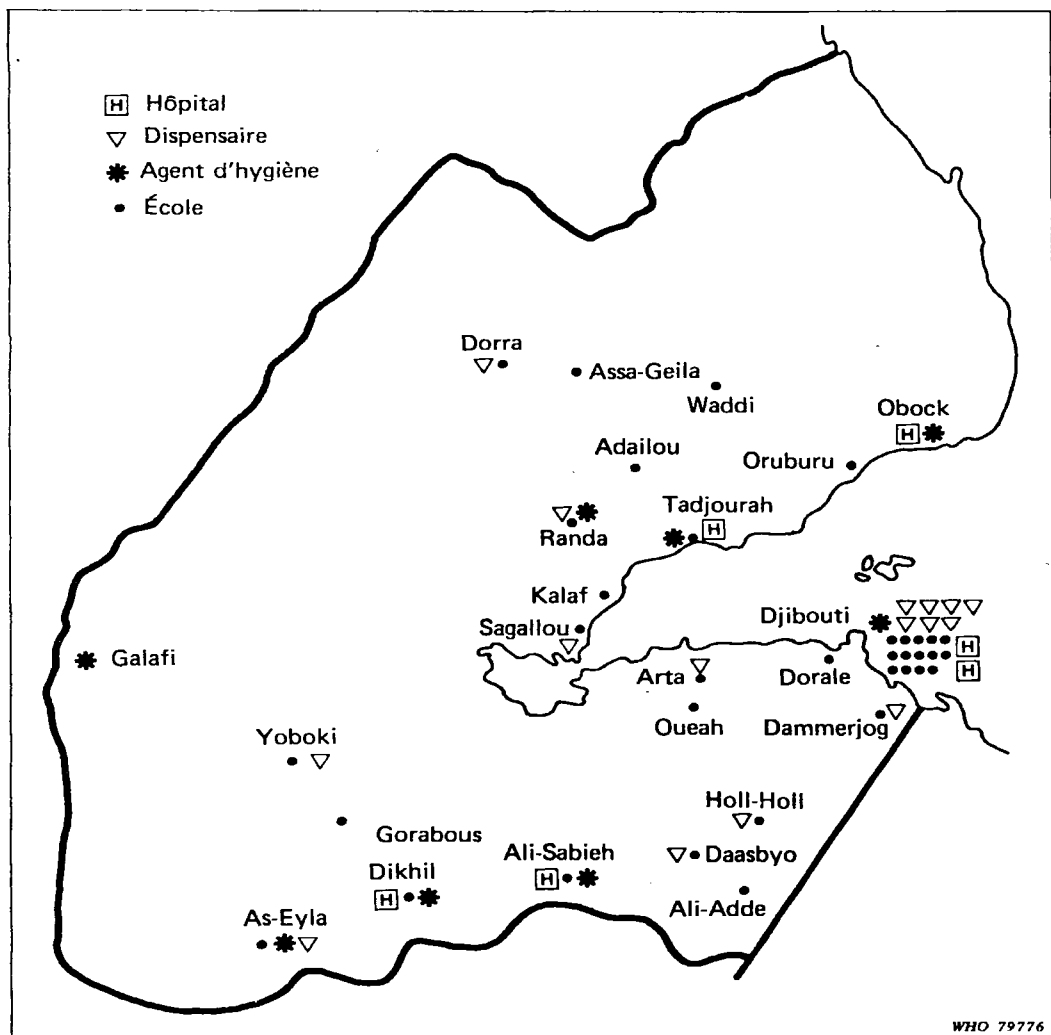 H Hôpital
Dispensaire
Agent d'hygiène
École
Dorra
Assa-Geila
Waddi
Obock
H
Adailou
Oruburu
Tadjourah
H
Randa
Kalaf
Djibouti
Sagallou
H
Galafi
Arta
Dorale
H
Oueah
Dammerjog
Yoboki
Holl-Holl
Gorabous
Ali-Sabieh
Daasbyo
Dikhil
H
H
Ali-Adde
As-Eyla
WHO 79776